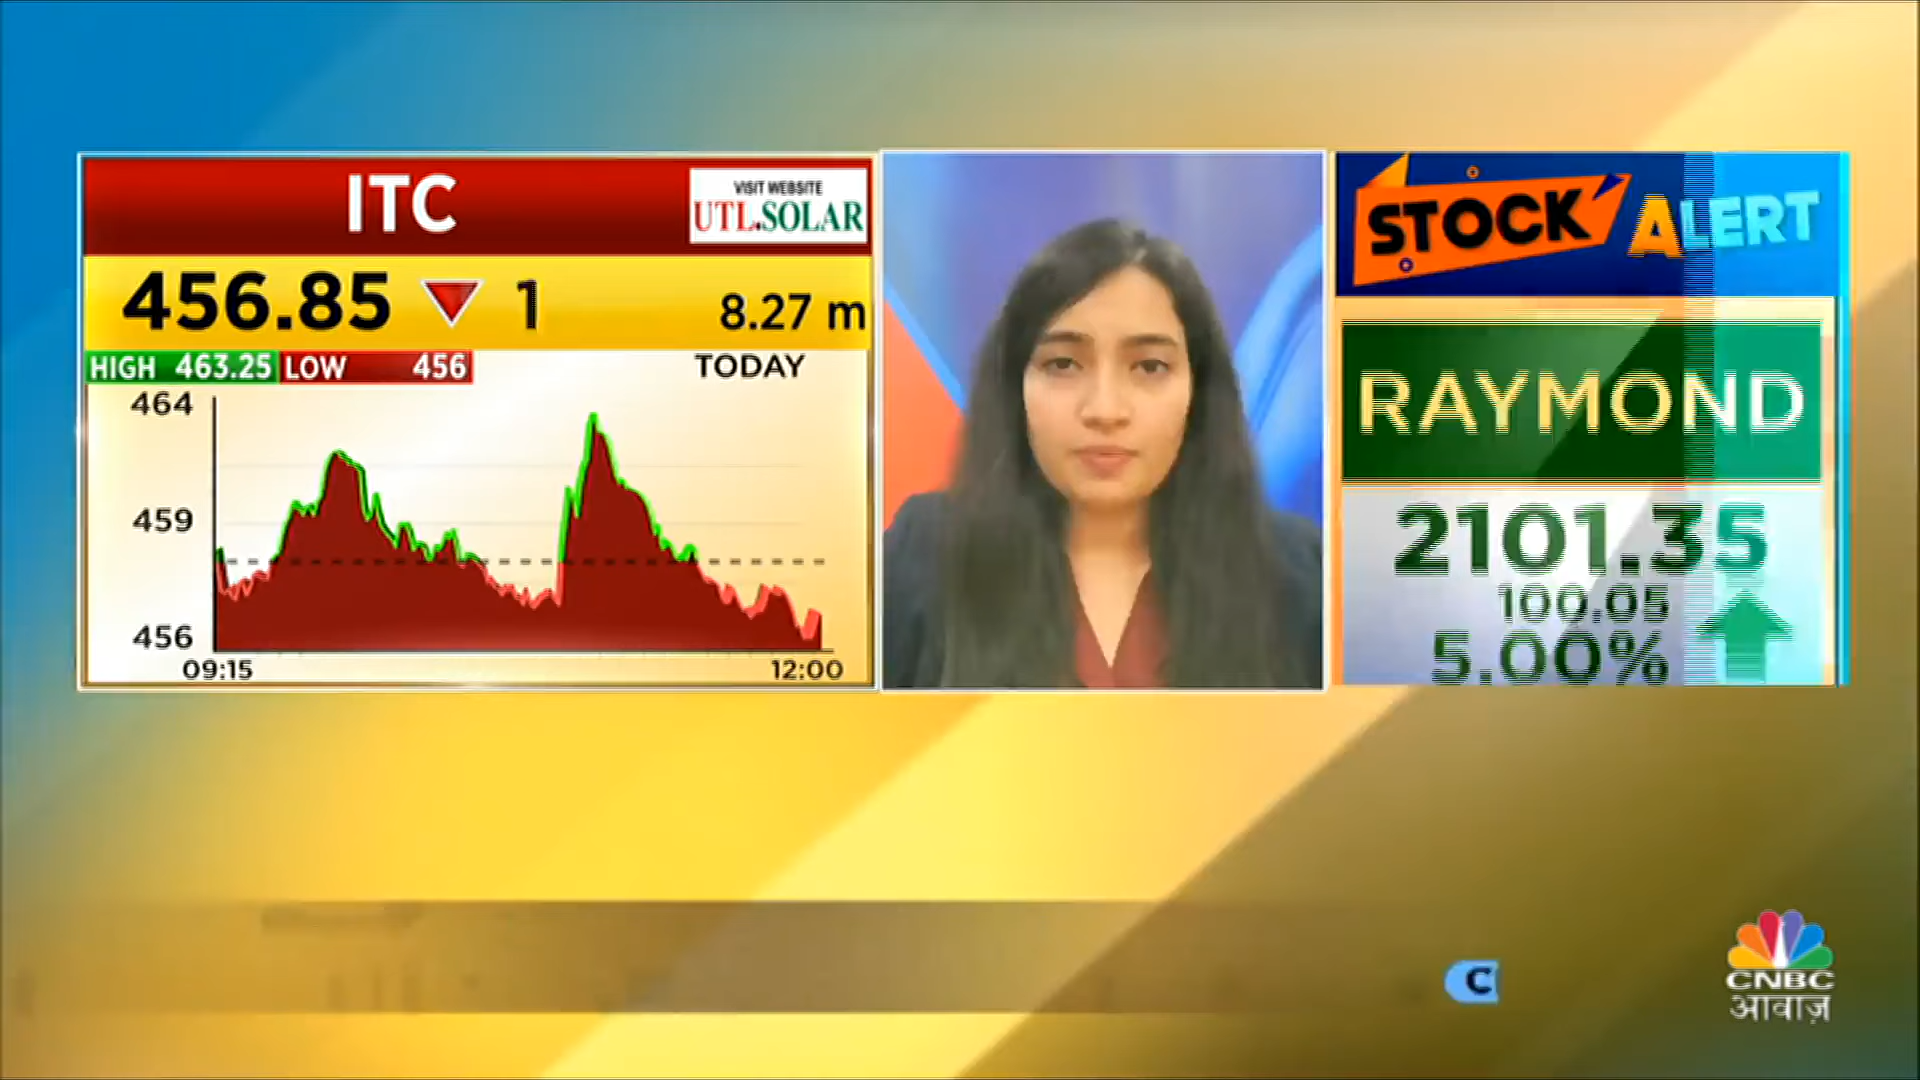 ITC
VISIT WEBSITE
UTL.SOLAR
456.85 1 8.27 m
HIGH 463.25 LOW 456 TODAY
464
459
456
09:15 12:00
STOCK ALERT
RAYMOND
2101.35
100.05
5.00%
C
CNBC
आवाज़